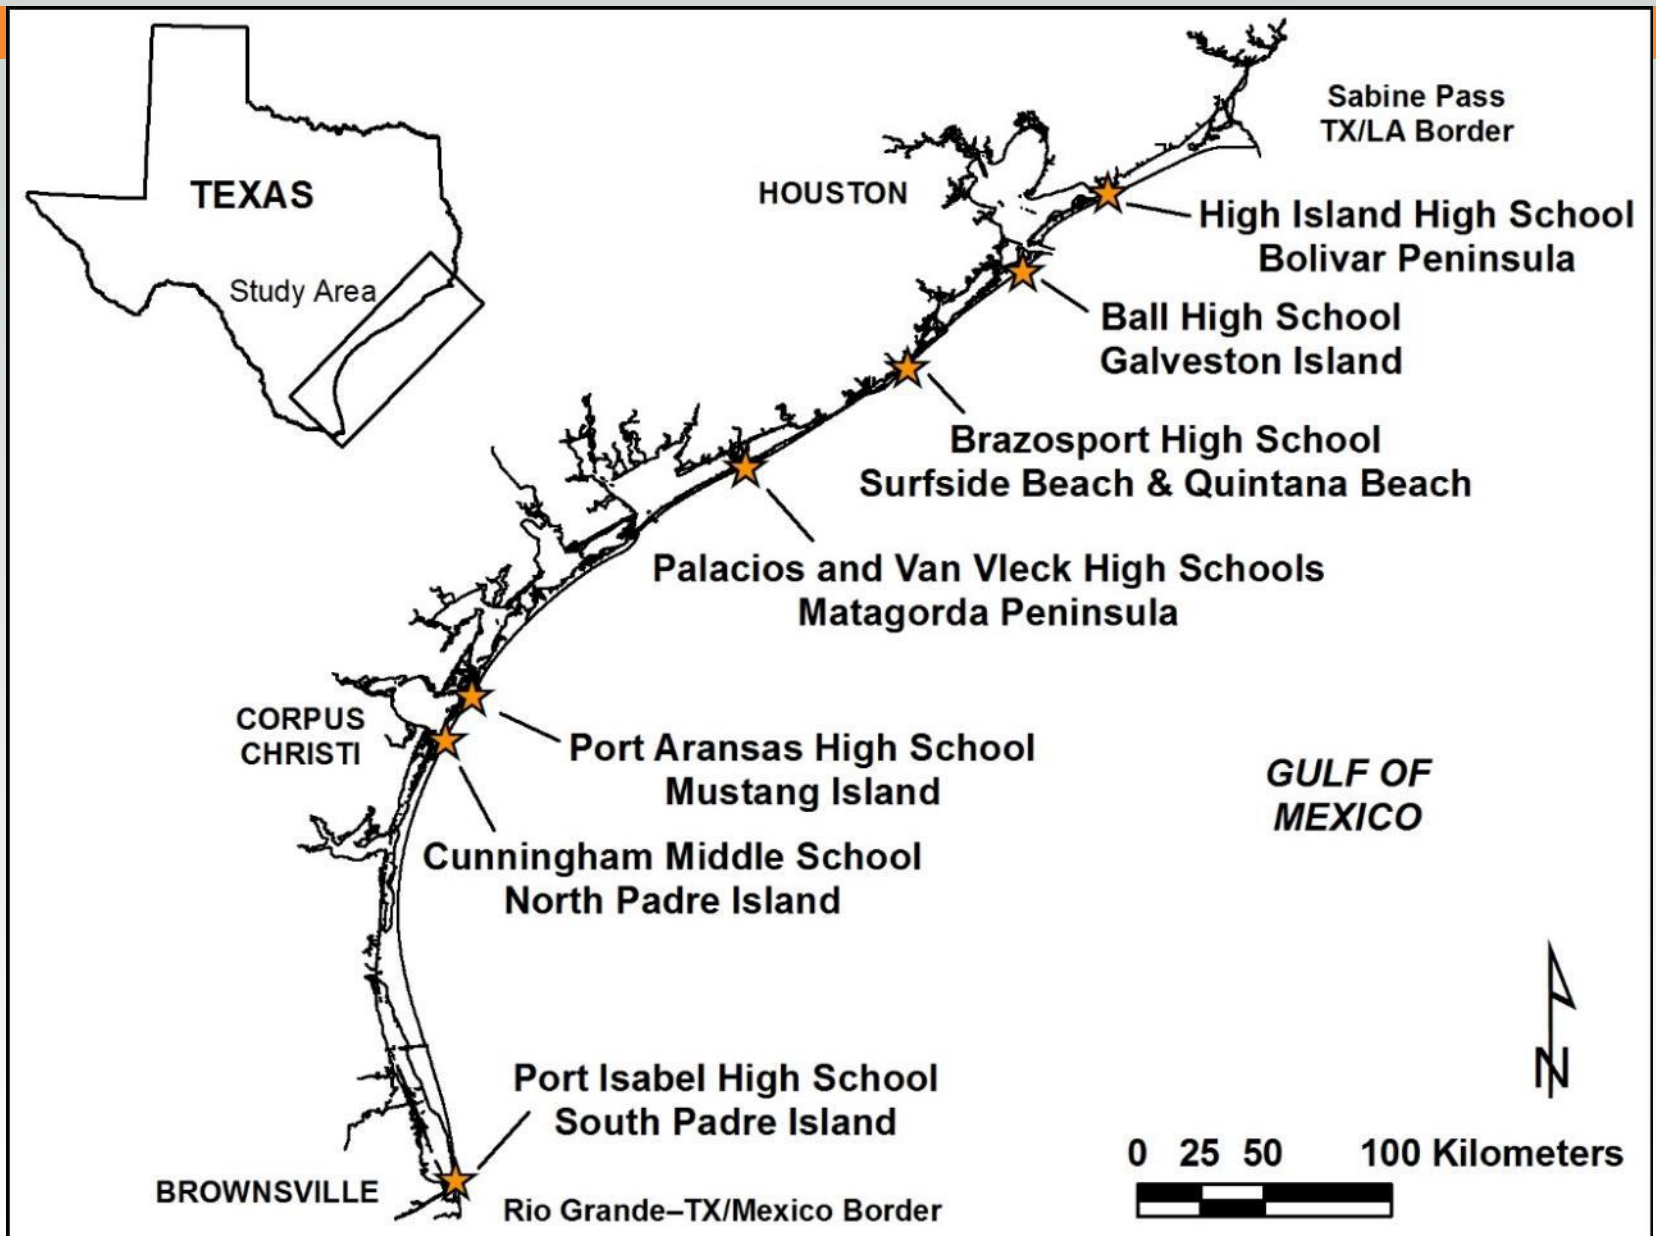 TEXAS
Study Area
Sabine Pass
TX/LA Border
HOUSTON
High Island High School
Bolivar Peninsula
Ball High School
Galveston Island
Brazosport High School
Surfside Beach & Quintana Beach
Palacios and Van Vleck High Schools
Matagorda Peninsula
CORPUS
CHRISTI
Port Aransas High School
Mustang Island
GULF OF
MEXICO
Cunningham Middle School
North Padre Island
Port Isabel High School
South Padre Island
N
0 25 50 100 Kilometers
BROWNSVILLE
Rio Grande–TX/Mexico Border